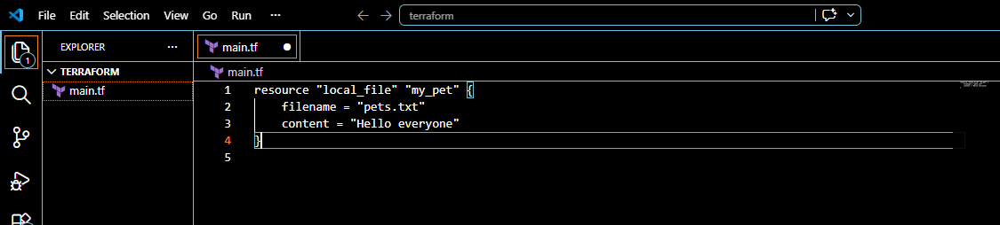 File Edit Selection View Go Run ···
terraform
EXPLORER ···
main.tf
1
TERRAFORM
main.tf
main.tf
1 resource "local_file" "my_pet" {
2 filename = "pets.txt"
3 content = "Hello everyone"
4 }
5